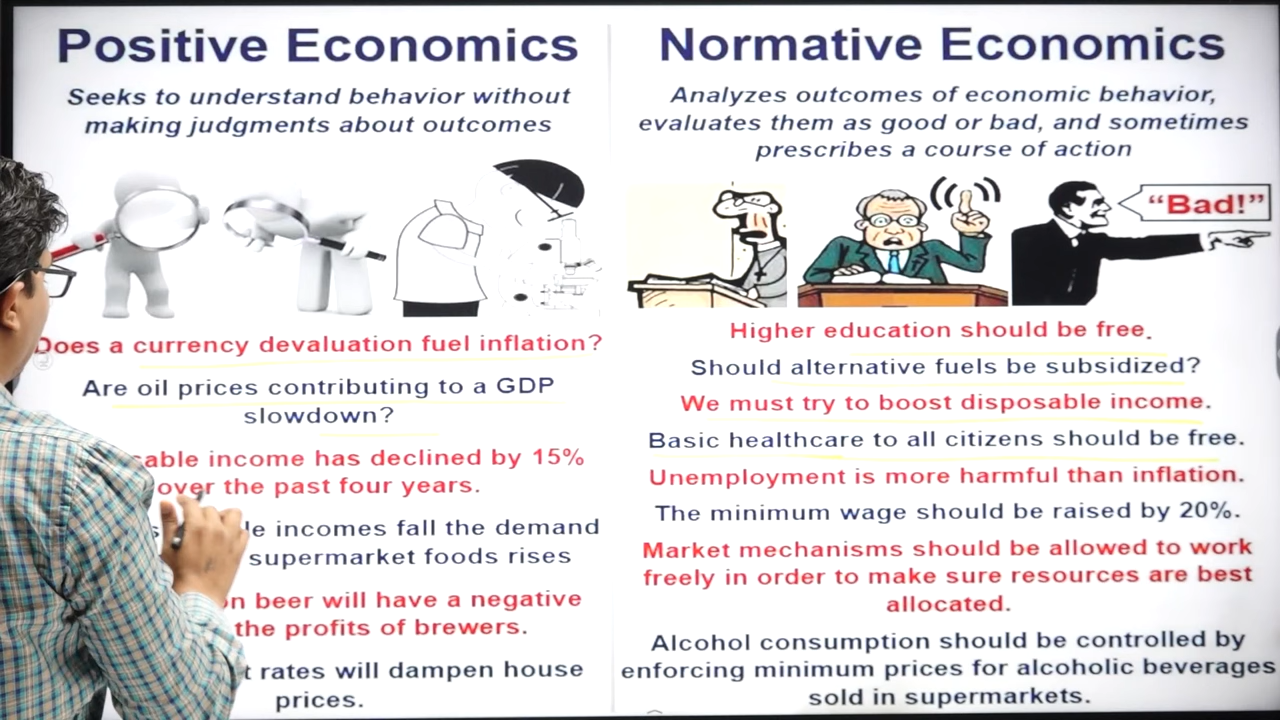 Positive Economics
Seeks to understand behavior without
making judgments about outcomes
Does a currency devaluation fuel inflation?
Are oil prices contributing to a GDP
slowdown?
income has declined by 15%
over the past four years.
incomes fall the demand
supermarket foods rises
beer will have a negative
the profits of brewers.
rates will dampen house
prices.
Normative Economics
Analyzes outcomes of economic behavior,
evaluates them as good or bad, and sometimes
prescribes a course of action
“Bad!”
Higher education should be free.
Should alternative fuels be subsidized?
We must try to boost disposable income.
Basic healthcare to all citizens should be free.
Unemployment is more harmful than inflation.
The minimum wage should be raised by 20%.
Market mechanisms should be allowed to work
freely in order to make sure resources are best
allocated.
Alcohol consumption should be controlled by
enforcing minimum prices for alcoholic beverages
sold in supermarkets.